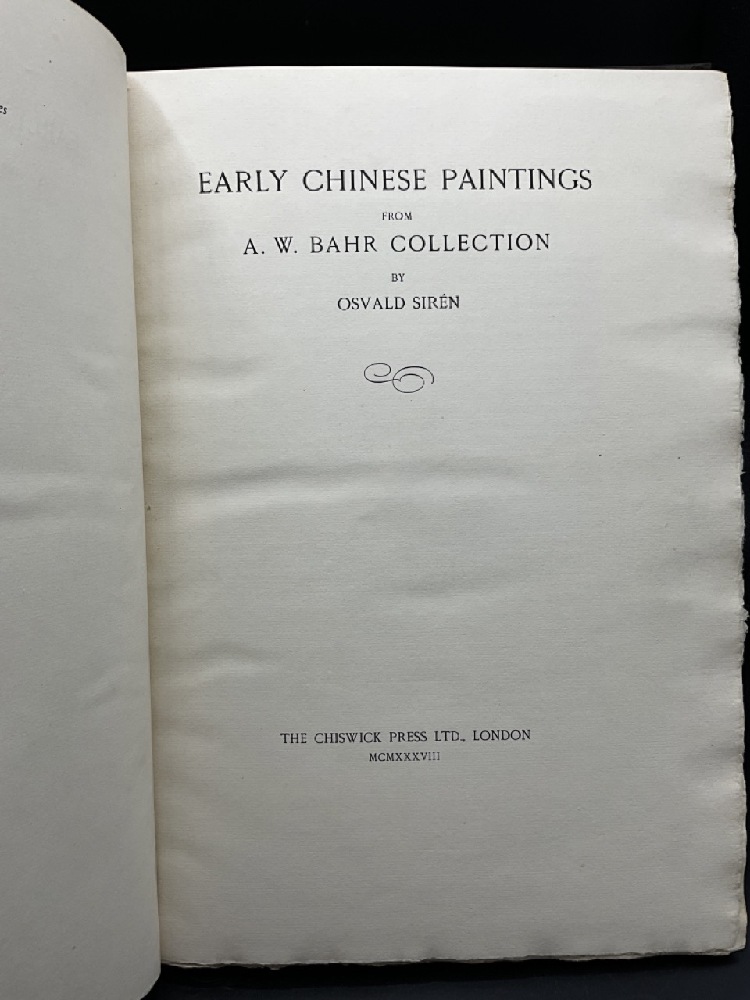 EARLY CHINESE PAINTINGS
FROM
A. W. BAHR COLLECTION
BY
OSVALD SIRÉN
THE CHISWICK PRESS LTD., LONDON
MCMXXXVIII